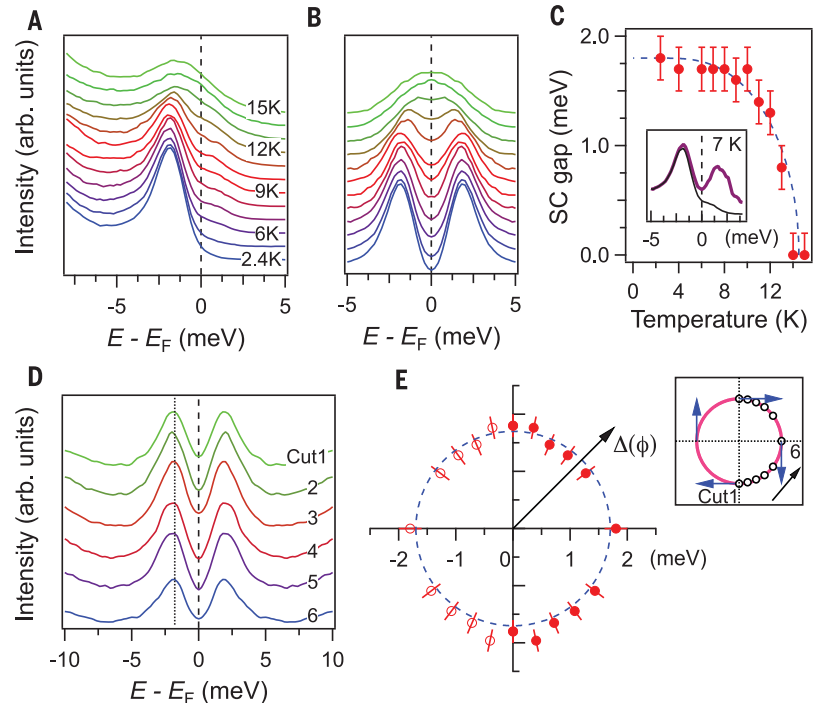 A
Intensity (arb. units)
15K
12K
9K
6K
2.4K
-5
0
5
E - EF (meV)
B
-5
0
5
E - EF (meV)
C
SC gap (meV)
2.0
1.0
0.0
7 K
-5
0
(meV)
0
4
8
12
Temperature (K)
D
Intensity (arb. units)
Cut1
2
3
4
5
6
-10
-5
0
5
10
E - EF (meV)
E
Δ(ϕ)
-2
-1
0
1
2
(meV)
6
Cut1